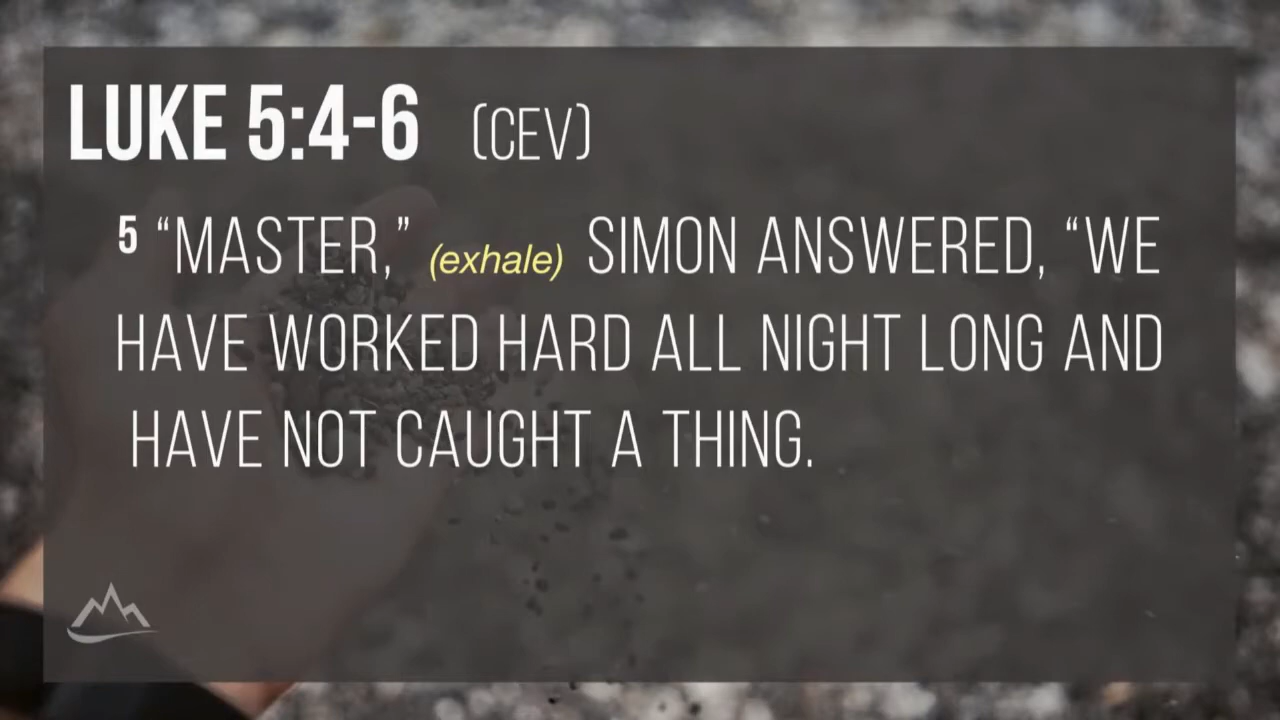 LUKE 5:4-6 (CEV)
5 “MASTER,” (exhale) SIMON ANSWERED, “WE
HAVE WORKED HARD ALL NIGHT LONG AND
HAVE NOT CAUGHT A THING.